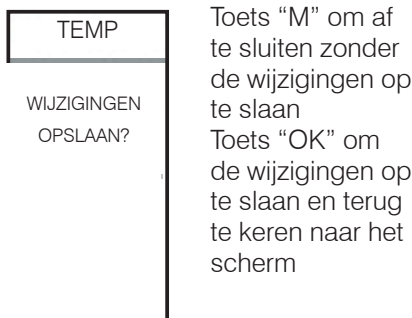 TEMP
WIJZIGINGEN
OPSLAAN?
Toets “M” om af
te sluiten zonder
de wijzigingen op
te slaan
Toets “OK” om
de wijzigingen op
te slaan en terug
te keren naar het
scherm